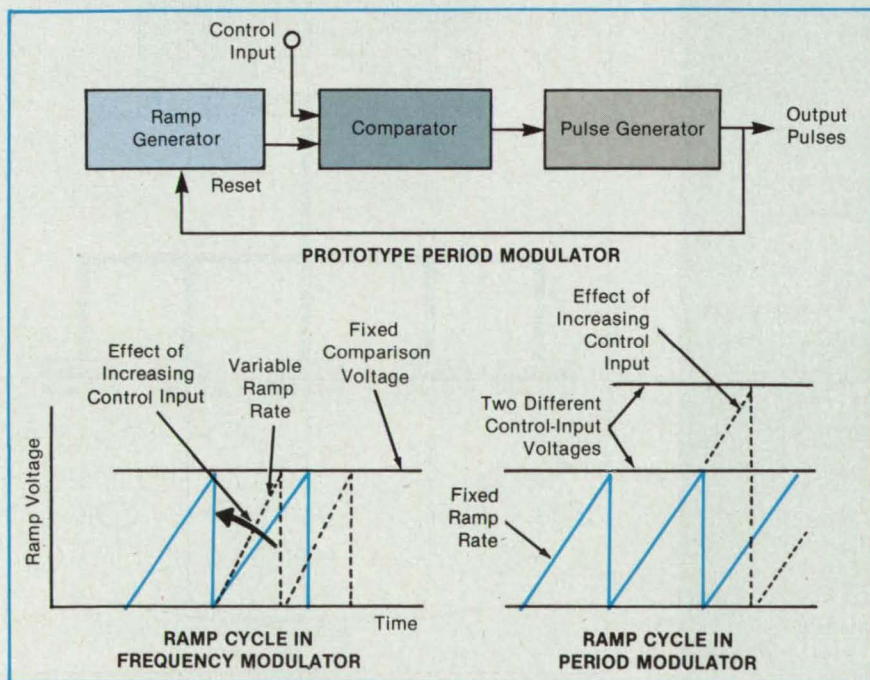 Control
Input
Ramp
Generator
Comparator
Pulse Generator
Output
Pulses
Reset
PROTOTYPE PERIOD MODULATOR
Effect of
Increasing
Control Input
Variable
Ramp
Rate
Fixed
Comparison
Voltage
Ramp Voltage
Time
RAMP CYCLE IN
FREQUENCY MODULATOR
Effect of
Increasing
Control
Input
Two Different
Control-Input
Voltages
Fixed
Ramp
Rate
RAMP CYCLE IN
PERIOD MODULATOR